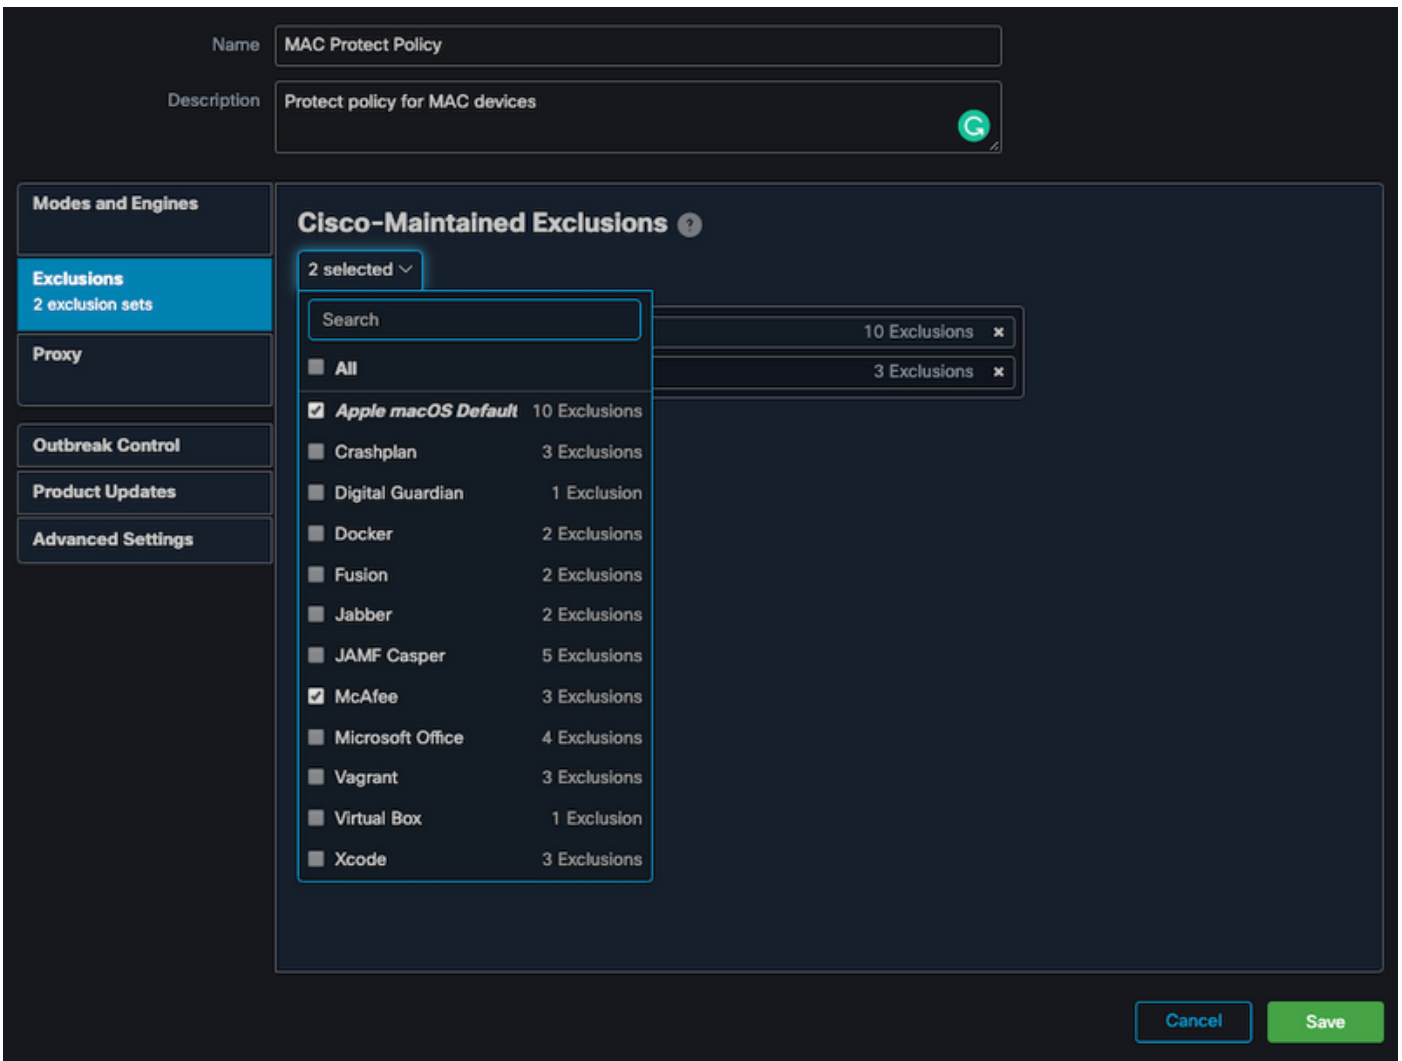 Name
MAC Protect Policy
Description
Protect policy for MAC devices
Modes and Engines
Exclusions
2 exclusion sets
Proxy
Outbreak Control
Product Updates
Advanced Settings
Cisco-Maintained Exclusions ?
2 selected
Search
10 Exclusions ×
3 Exclusions ×
All
Apple macOS Default 10 Exclusions
Crashplan 3 Exclusions
Digital Guardian 1 Exclusion
Docker 2 Exclusions
Fusion 2 Exclusions
Jabber 2 Exclusions
JAMF Casper 5 Exclusions
McAfee 3 Exclusions
Microsoft Office 4 Exclusions
Vagrant 3 Exclusions
Virtual Box 1 Exclusion
Xcode 3 Exclusions
Cancel
Save